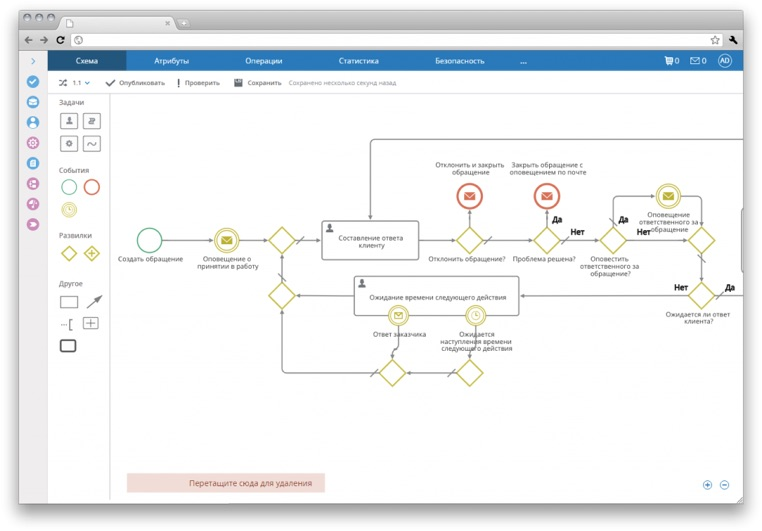 Схема
Атрибуты
Операции
Статистика
Безопасность
...
0
0
AD
1.1
Опубликовать
Проверить
Сохранить
Сохранено несколько секунд назад
Задачи
События
Развилки
Другое
Отклонить и закрыть
обращение
Закрыть обращение с
оповещением по почте
Да
Нет
Да
Нет
Оповещение
ответственного за
обращение
Составление ответа
клиенту
Создать обращение
Оповещение о
принятии в работу
Отклонить обращение?
Проблема решена?
Оповестить
ответственного за
обращение?
Нет
Да
Ожидание времени следующего действия
Ожидается ли ответ
клиента?
Ответ заказчика
Ожидается
наступления времени
следующего действия
Перетащите сюда для удаления